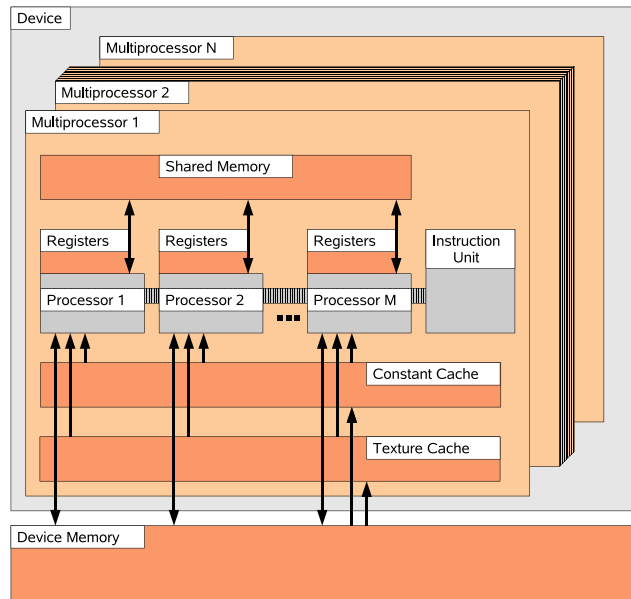 Device
Multiprocessor N
Multiprocessor 2
Multiprocessor 1
Shared Memory
Registers
Registers
Registers
Instruction
Unit
Processor 1
Processor 2
Processor M
Constant Cache
Texture Cache
Device Memory